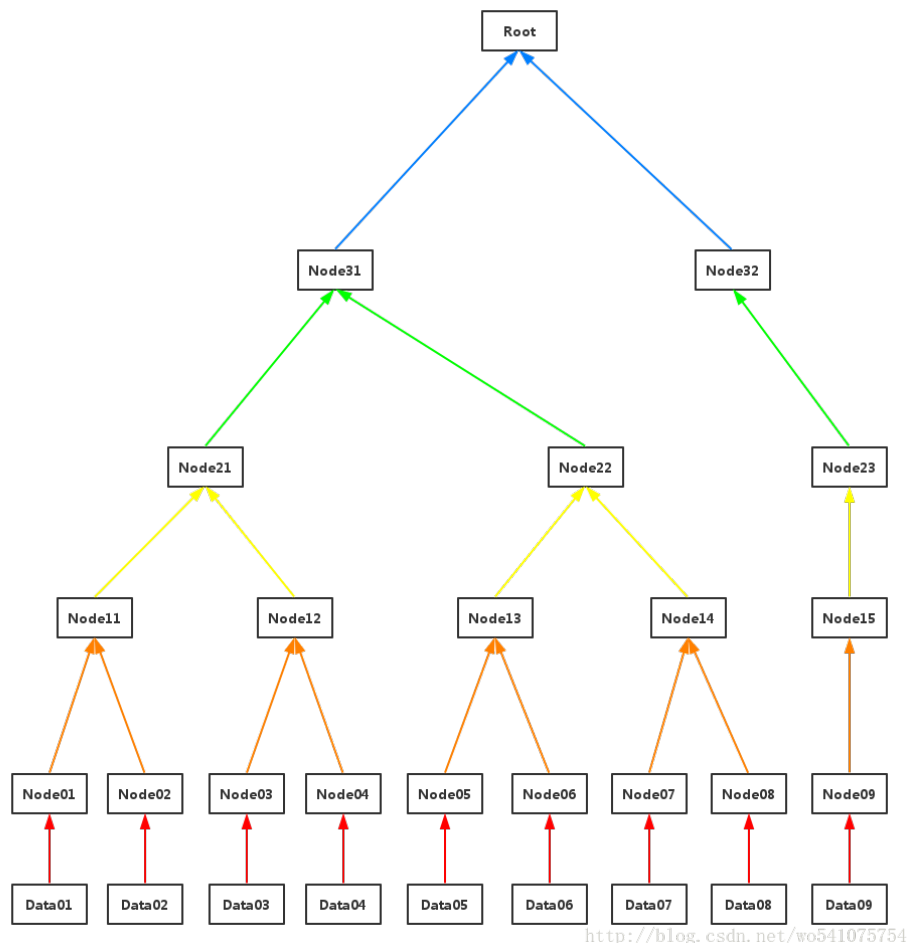 Root
Node31 Node32
Node21 Node22 Node23
Node11 Node12 Node13 Node14 Node15
Node01 Node02 Node03 Node04 Node05 Node06 Node07 Node08 Node09
Data01 Data02 Data03 Data04 Data05 Data06 Data07 Data08 Data09
http://blog.csdn.net/wo541075754